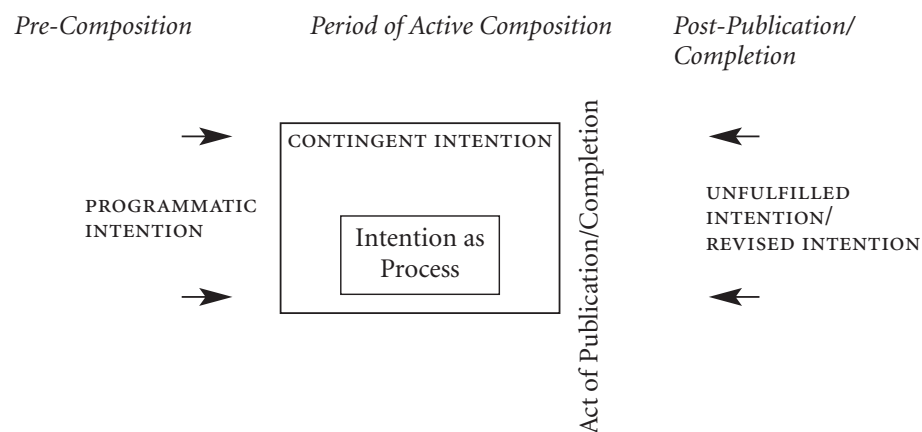 Pre-Composition
Period of Active Composition
Post-Publication/
Completion
CONTINGENT INTENTION
Act of Publication/Completion
PROGRAMMATIC
INTENTION
Intention as
Process
UNFULFILLED
INTENTION/
REVISED INTENTION